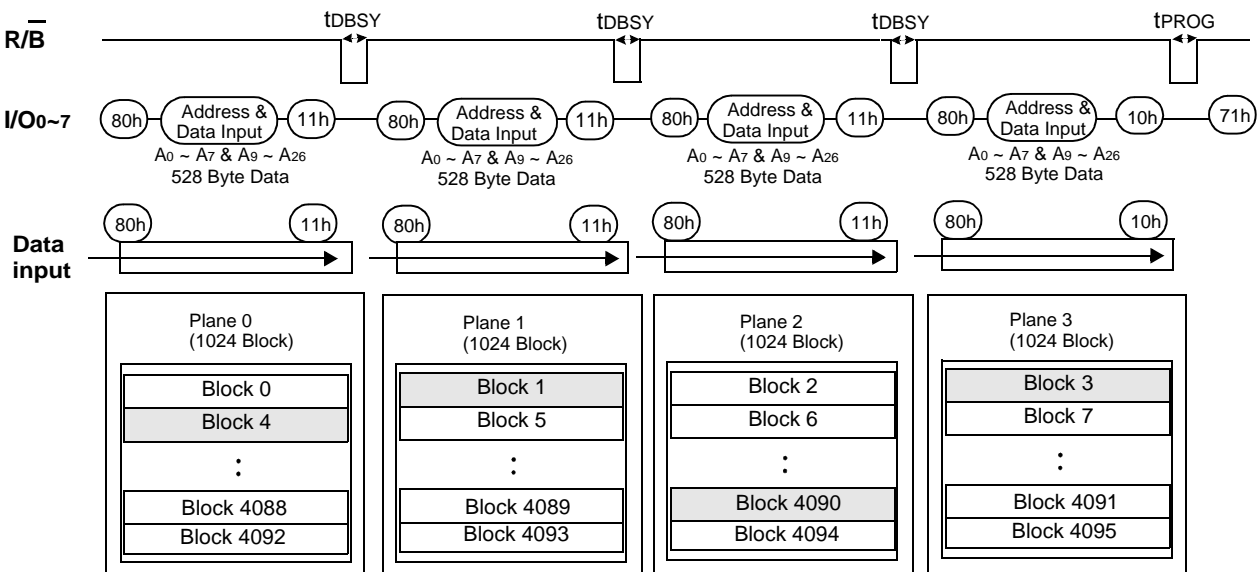 tDBSY tDBSY tDBSY tPROG
R/B
I/O0~7 80h Address & Data Input 11h 80h Address & Data Input 11h 80h Address & Data Input 11h 80h Address & Data Input 10h 71h
A0 ~ A7 & A9 ~ A26 A0 ~ A7 & A9 ~ A26 A0 ~ A7 & A9 ~ A26 A0 ~ A7 & A9 ~ A26
528 Byte Data 528 Byte Data 528 Byte Data 528 Byte Data
80h 11h 80h 11h 80h 11h 80h 10h
Data
input
Plane 0 Plane 1 Plane 2 Plane 3
(1024 Block) (1024 Block) (1024 Block) (1024 Block)
Block 0 Block 1 Block 2 Block 3
Block 4 Block 5 Block 6 Block 7
: : : :
Block 4088 Block 4089 Block 4090 Block 4091
Block 4092 Block 4093 Block 4094 Block 4095